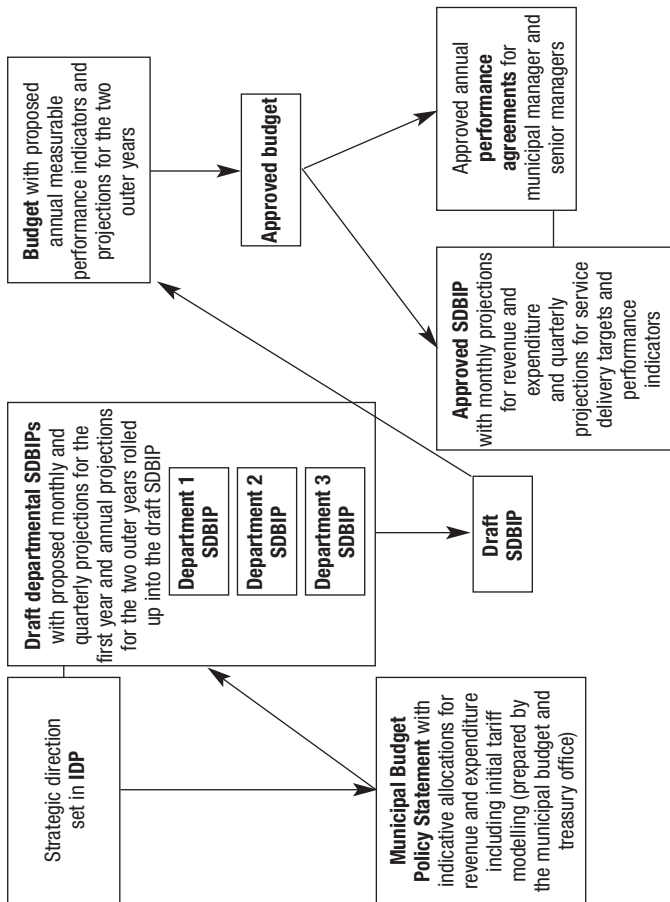 Strategic direction
set in IDP
Municipal Budget
Policy Statement with
indicative allocations for
revenue and expenditure
including initial tariff
modelling (prepared by
the municipal budget and
treasury office)
Draft departmental SDBIPs
with proposed monthly and
quarterly projections for the
first year and annual projections
for the two outer years rolled
up into the draft SDBIP
Department 1
SDBIP
Department 2
SDBIP
Department 3
SDBIP
Draft
SDBIP
Budget with proposed
annual measurable
performance indicators and
projections for the two
outer years
Approved budget
Approved SDBIP
with monthly projections
for revenue and
expenditure
and quarterly
projections for service
delivery targets and
performance
indicators
Approved annual
performance
agreements for
municipal manager and
senior managers